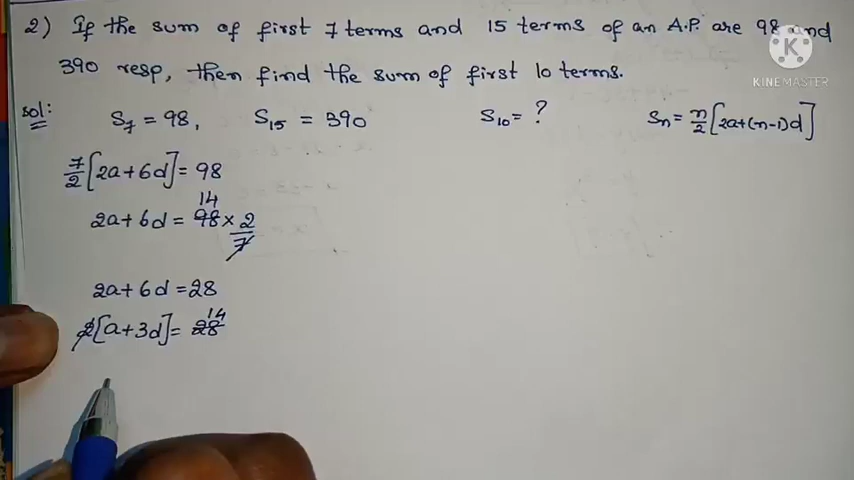 2) If the sum of first 7 terms and 15 terms of an A.P. are 98 and
390 resp, then find the sum of first 10 terms.
sol:
S₇ = 98, S₁₅ = 390 S₁₀ = ? Sₙ = n/2 [2a+(n-1)d]
7/2 [2a+6d] = 98
14
2a+6d = 98 × 2/7
2a+6d = 28
2[a+3d] = 28 14
K
KINEMASTER